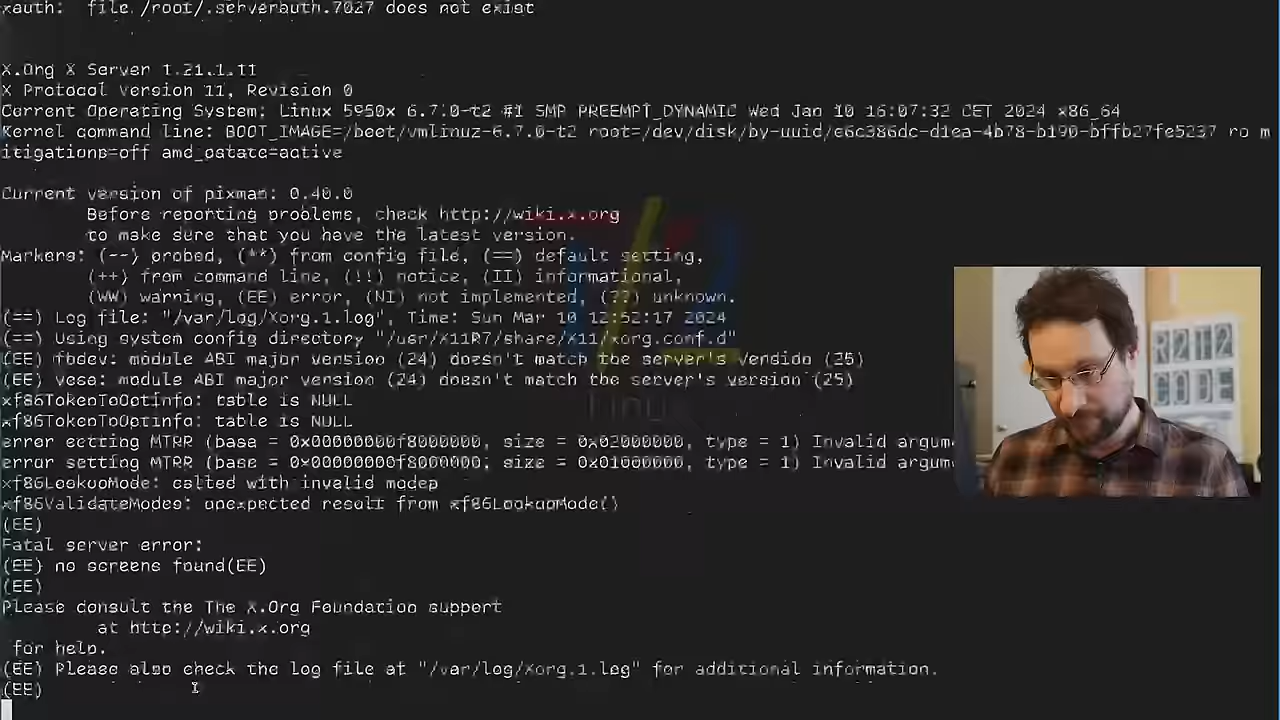 xauth:  file /root/.serverauth.7027 does not exist
X.Org X Server 1.21.1.11
X Protocol version 11, Revision 0
Current Operating System: Linux 5950x 6.7.0-t2 #1 SMP PREEMPT_DYNAMIC Wed Jan 10 16:07:32 CET 2024 x86_64
Kernel command line: BOOT_IMAGE=/boot/vmlinuz-6.7.0-t2 root=/dev/disk/by-uuid/e6c386dc-d1ea-4b78-b190-bffb27fe5237 ro m
itigations=off amd_pstate=active
Current version of pixman: 0.40.0
Before reporting problems, check http://wiki.x.org
to make sure that you have the latest version.
Markers: (--) probed, (**) from config file, (==) default setting,
(++) from command line, (!!) notice, (II) informational,
(WW) warning, (EE) error, (NI) not implemented, (??) unknown.
(==) Log file: "/var/log/Xorg.1.log", Time: Sun Mar 10 12:52:17 2024
(==) Using system config directory "/usr/X11R7/share/X11/xorg.conf.d"
(EE) fbdev: module ABI major version (24) doesn't match the server's version (25)
(EE) vesa: module ABI major version (24) doesn't match the server's version (25)
xf86TokenToOptinfo: table is NULL
xf86TokenToOptinfo: table is NULL
error setting MTRR (base = 0x00000000f8000000, size = 0x02000000, type = 1) Invalid argum
error setting MTRR (base = 0x00000000f8000000, size = 0x01000000, type = 1) Invalid argum
xf86LookupMode: called with invalid modep
xf86ValidateModes: unexpected result from xf86LookupMode()
(EE)
Fatal server error:
(EE) no screens found(EE)
(EE)
Please consult the The X.Org Foundation support
at http://wiki.x.org
for help.
(EE) Please also check the log file at "/var/log/Xorg.1.log" for additional information.
(EE)
T/2
Linux
R2H2
CODE